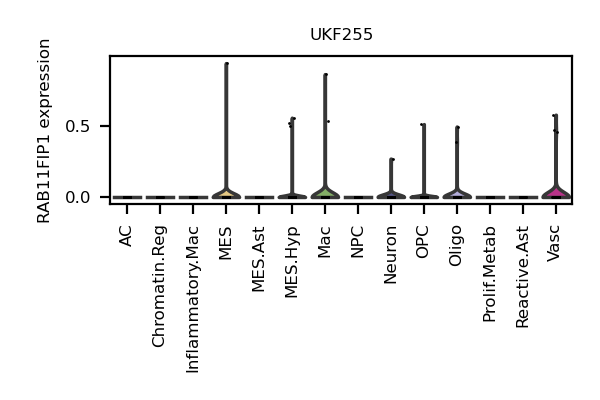 UKF255
RAB11FIP1 expression
0.5
0.0
AC
Chromatin.Reg
Inflammatory.Mac
MES
MES.Ast
MES.Hyp
Mac
NPC
Neuron
OPC
Oligo
Prolif.Metab
Reactive.Ast
Vasc